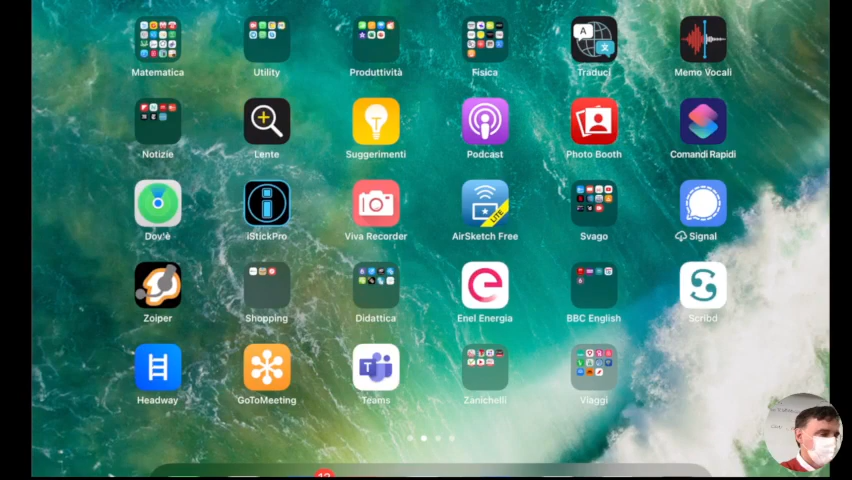 Matematica
Utility
Produttività
Fisica
Traduci
Memo Vocali
Notizie
Lente
Suggerimenti
Podcast
Photo Booth
Comandi Rapidi
Dov'è
iStickPro
Viva Recorder
LITE
AirSketch Free
Svago
Signal
Zoiper
Shopping
Didattica
Enel Energia
BBC English
Scribd
Headway
GoToMeeting
Teams
Zanichelli
Viaggi